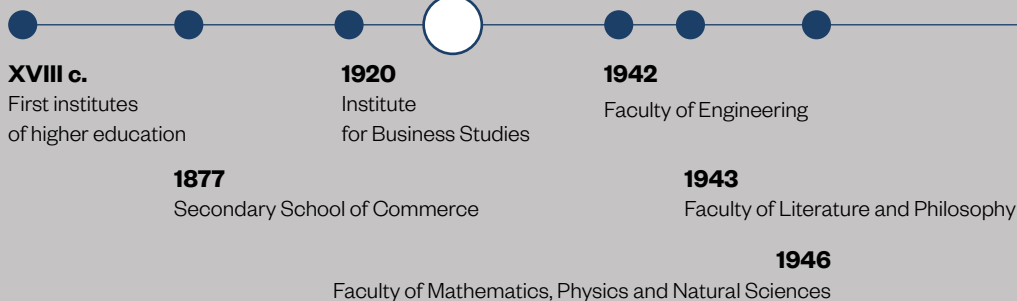 XVIII c.
First institutes
of higher education
1877
Secondary School of Commerce
1920
Institute
for Business Studies
1942
Faculty of Engineering
1943
Faculty of Literature and Philosophy
1946
Faculty of Mathematics, Physics and Natural Sciences